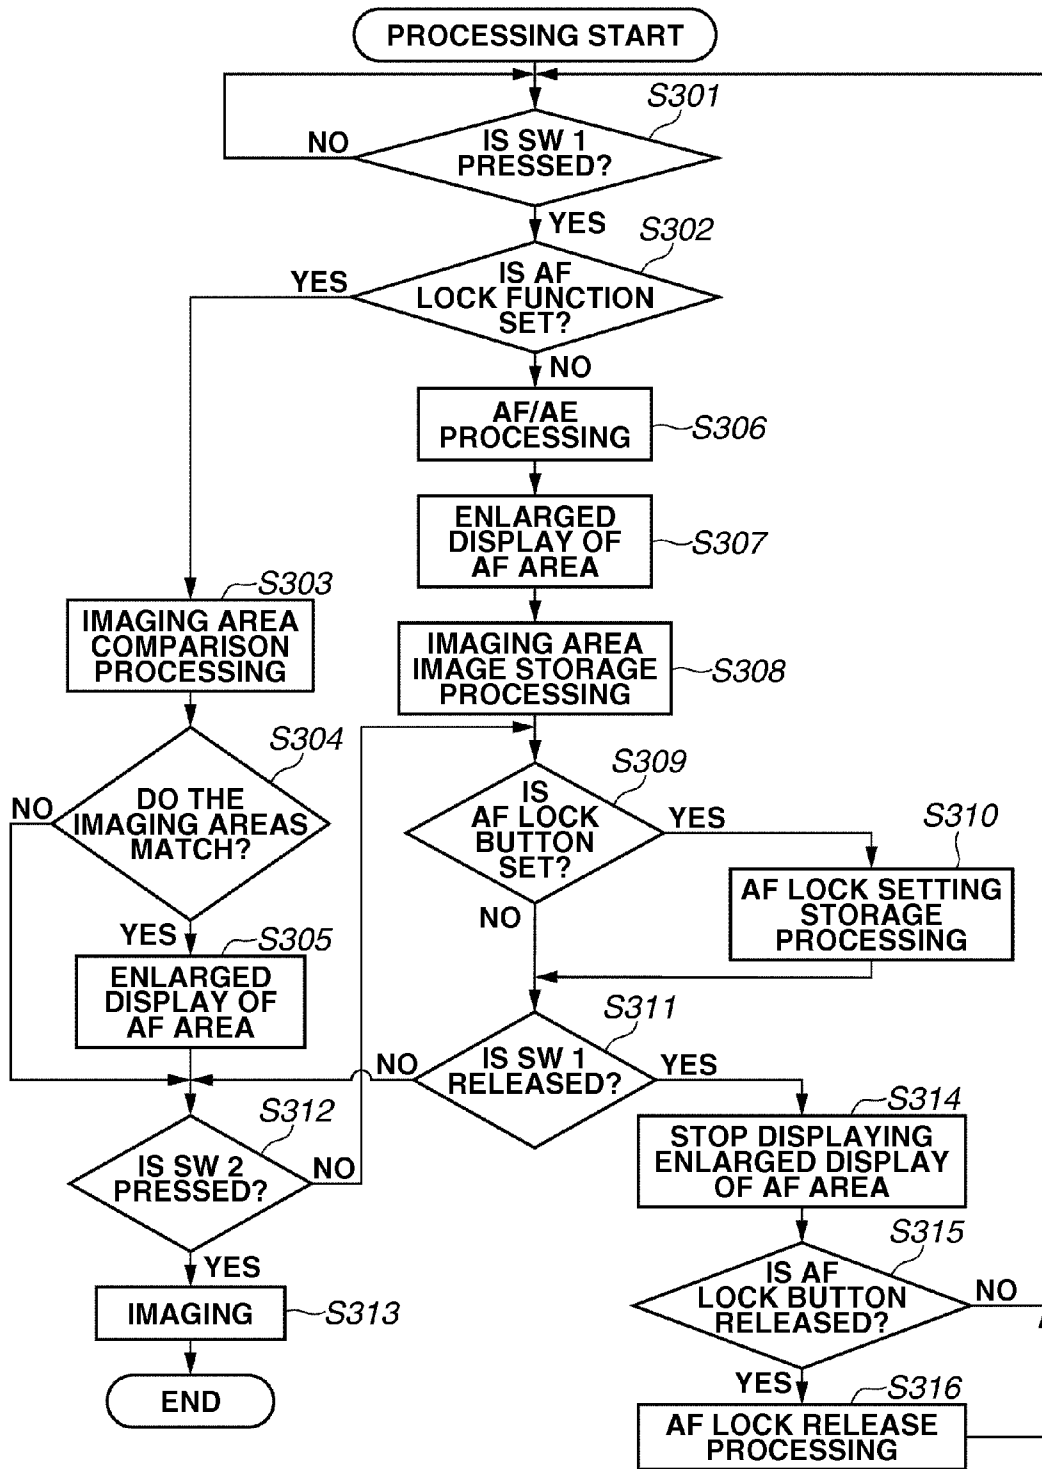 PROCESSING START
S301
NO
IS SW 1
PRESSED?
YES
S302
YES
IS AF
LOCK FUNCTION
SET?
NO
AF/AE
PROCESSING
S306
ENLARGED
DISPLAY OF
AF AREA
S307
S303
IMAGING AREA
COMPARISON
PROCESSING
IMAGING AREA
IMAGE STORAGE
PROCESSING
S308
S304
NO
DO THE
IMAGING AREAS
MATCH?
S309
IS
AF LOCK
BUTTON
SET?
YES
S310
AF LOCK SETTING
STORAGE
PROCESSING
NO
YES
S305
ENLARGED
DISPLAY OF
AF AREA
S311
NO
IS SW 1
RELEASED?
YES
S312
IS SW 2
PRESSED?
NO
S314
STOP DISPLAYING
ENLARGED DISPLAY
OF AF AREA
YES
S315
IS AF
LOCK BUTTON
RELEASED?
NO
IMAGING
S313
YES
S316
END
AF LOCK RELEASE
PROCESSING